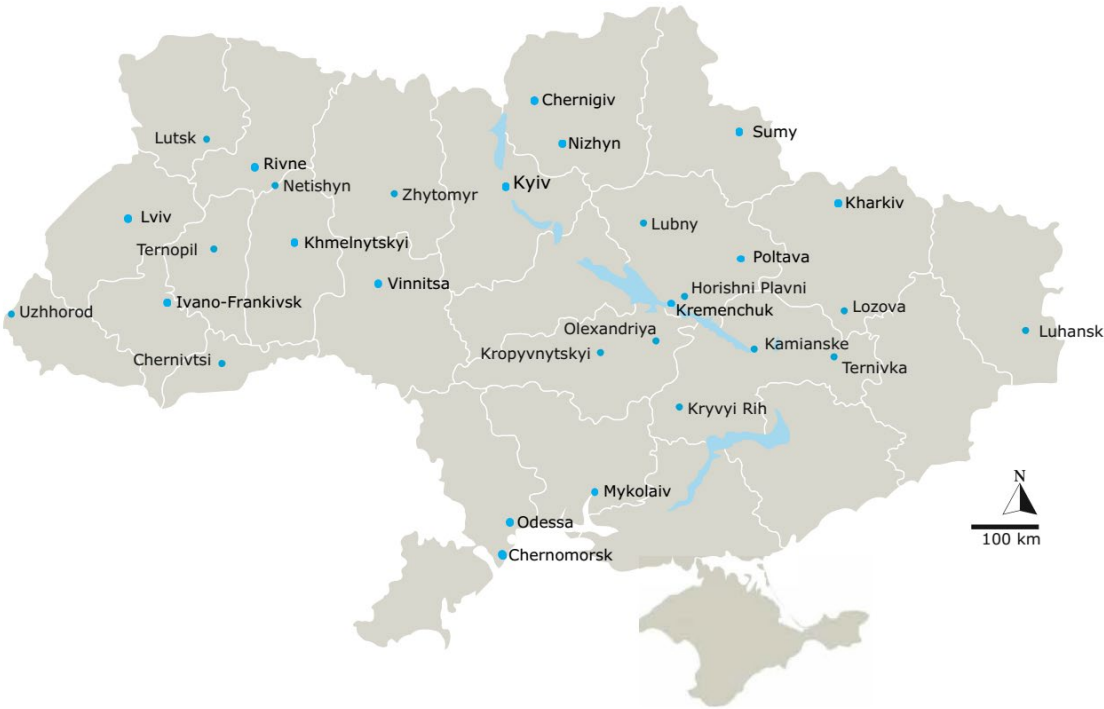 Chernigiv
Sumy
Lutsk
Nizhyn
Rivne
Netishyn
Kyiv
Zhytomyr
Kharkiv
Lviv
Lubny
Khmelnytskyi
Ternopil
Poltava
Vinnitsa
Horishni Plavni
Ivano-Frankivsk
Kremenchuk
Uzhhorod
Lozova
Olexandriya
Luhansk
Kamianske
Kropyvnytskyi
Chernivtsi
Ternivka
Kryvyi Rih
N
Mykolaiv
Odessa
100 km
Chernomorsk